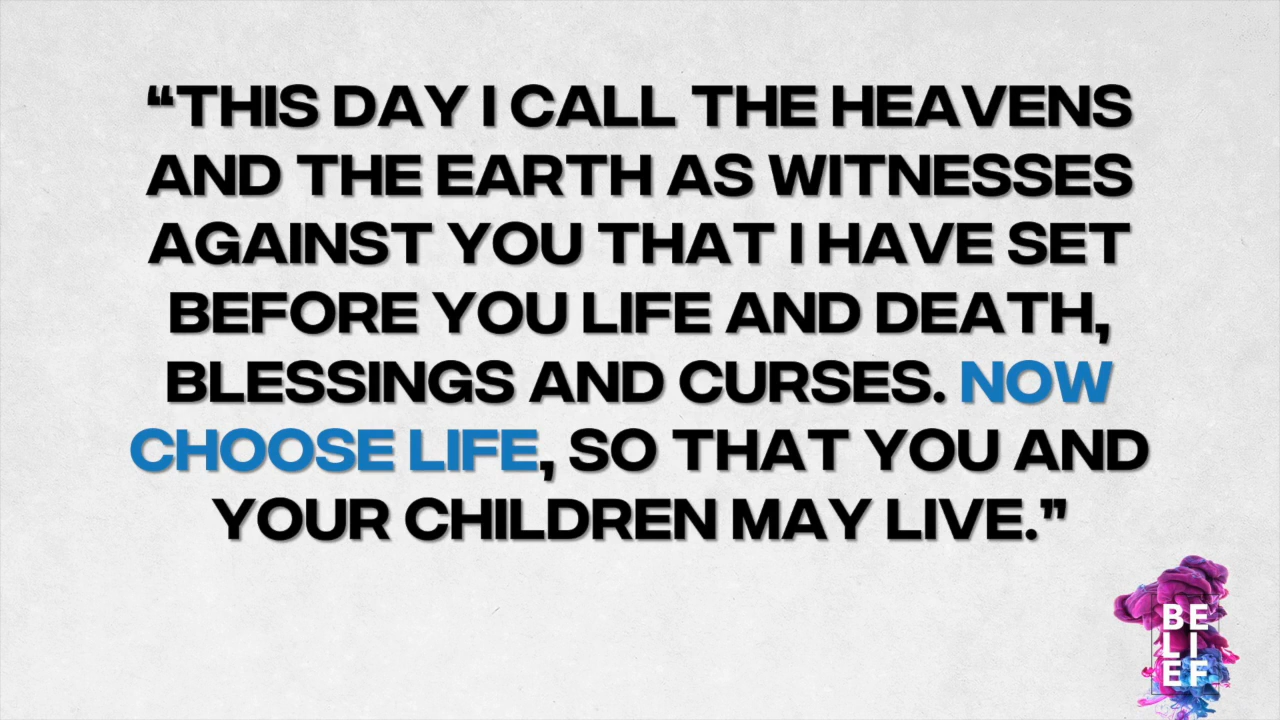 “THIS DAY I CALL THE HEAVENS
AND THE EARTH AS WITNESSES
AGAINST YOU THAT I HAVE SET
BEFORE YOU LIFE AND DEATH,
BLESSINGS AND CURSES. NOW
CHOOSE LIFE, SO THAT YOU AND
YOUR CHILDREN MAY LIVE.”
BE
LI
EF